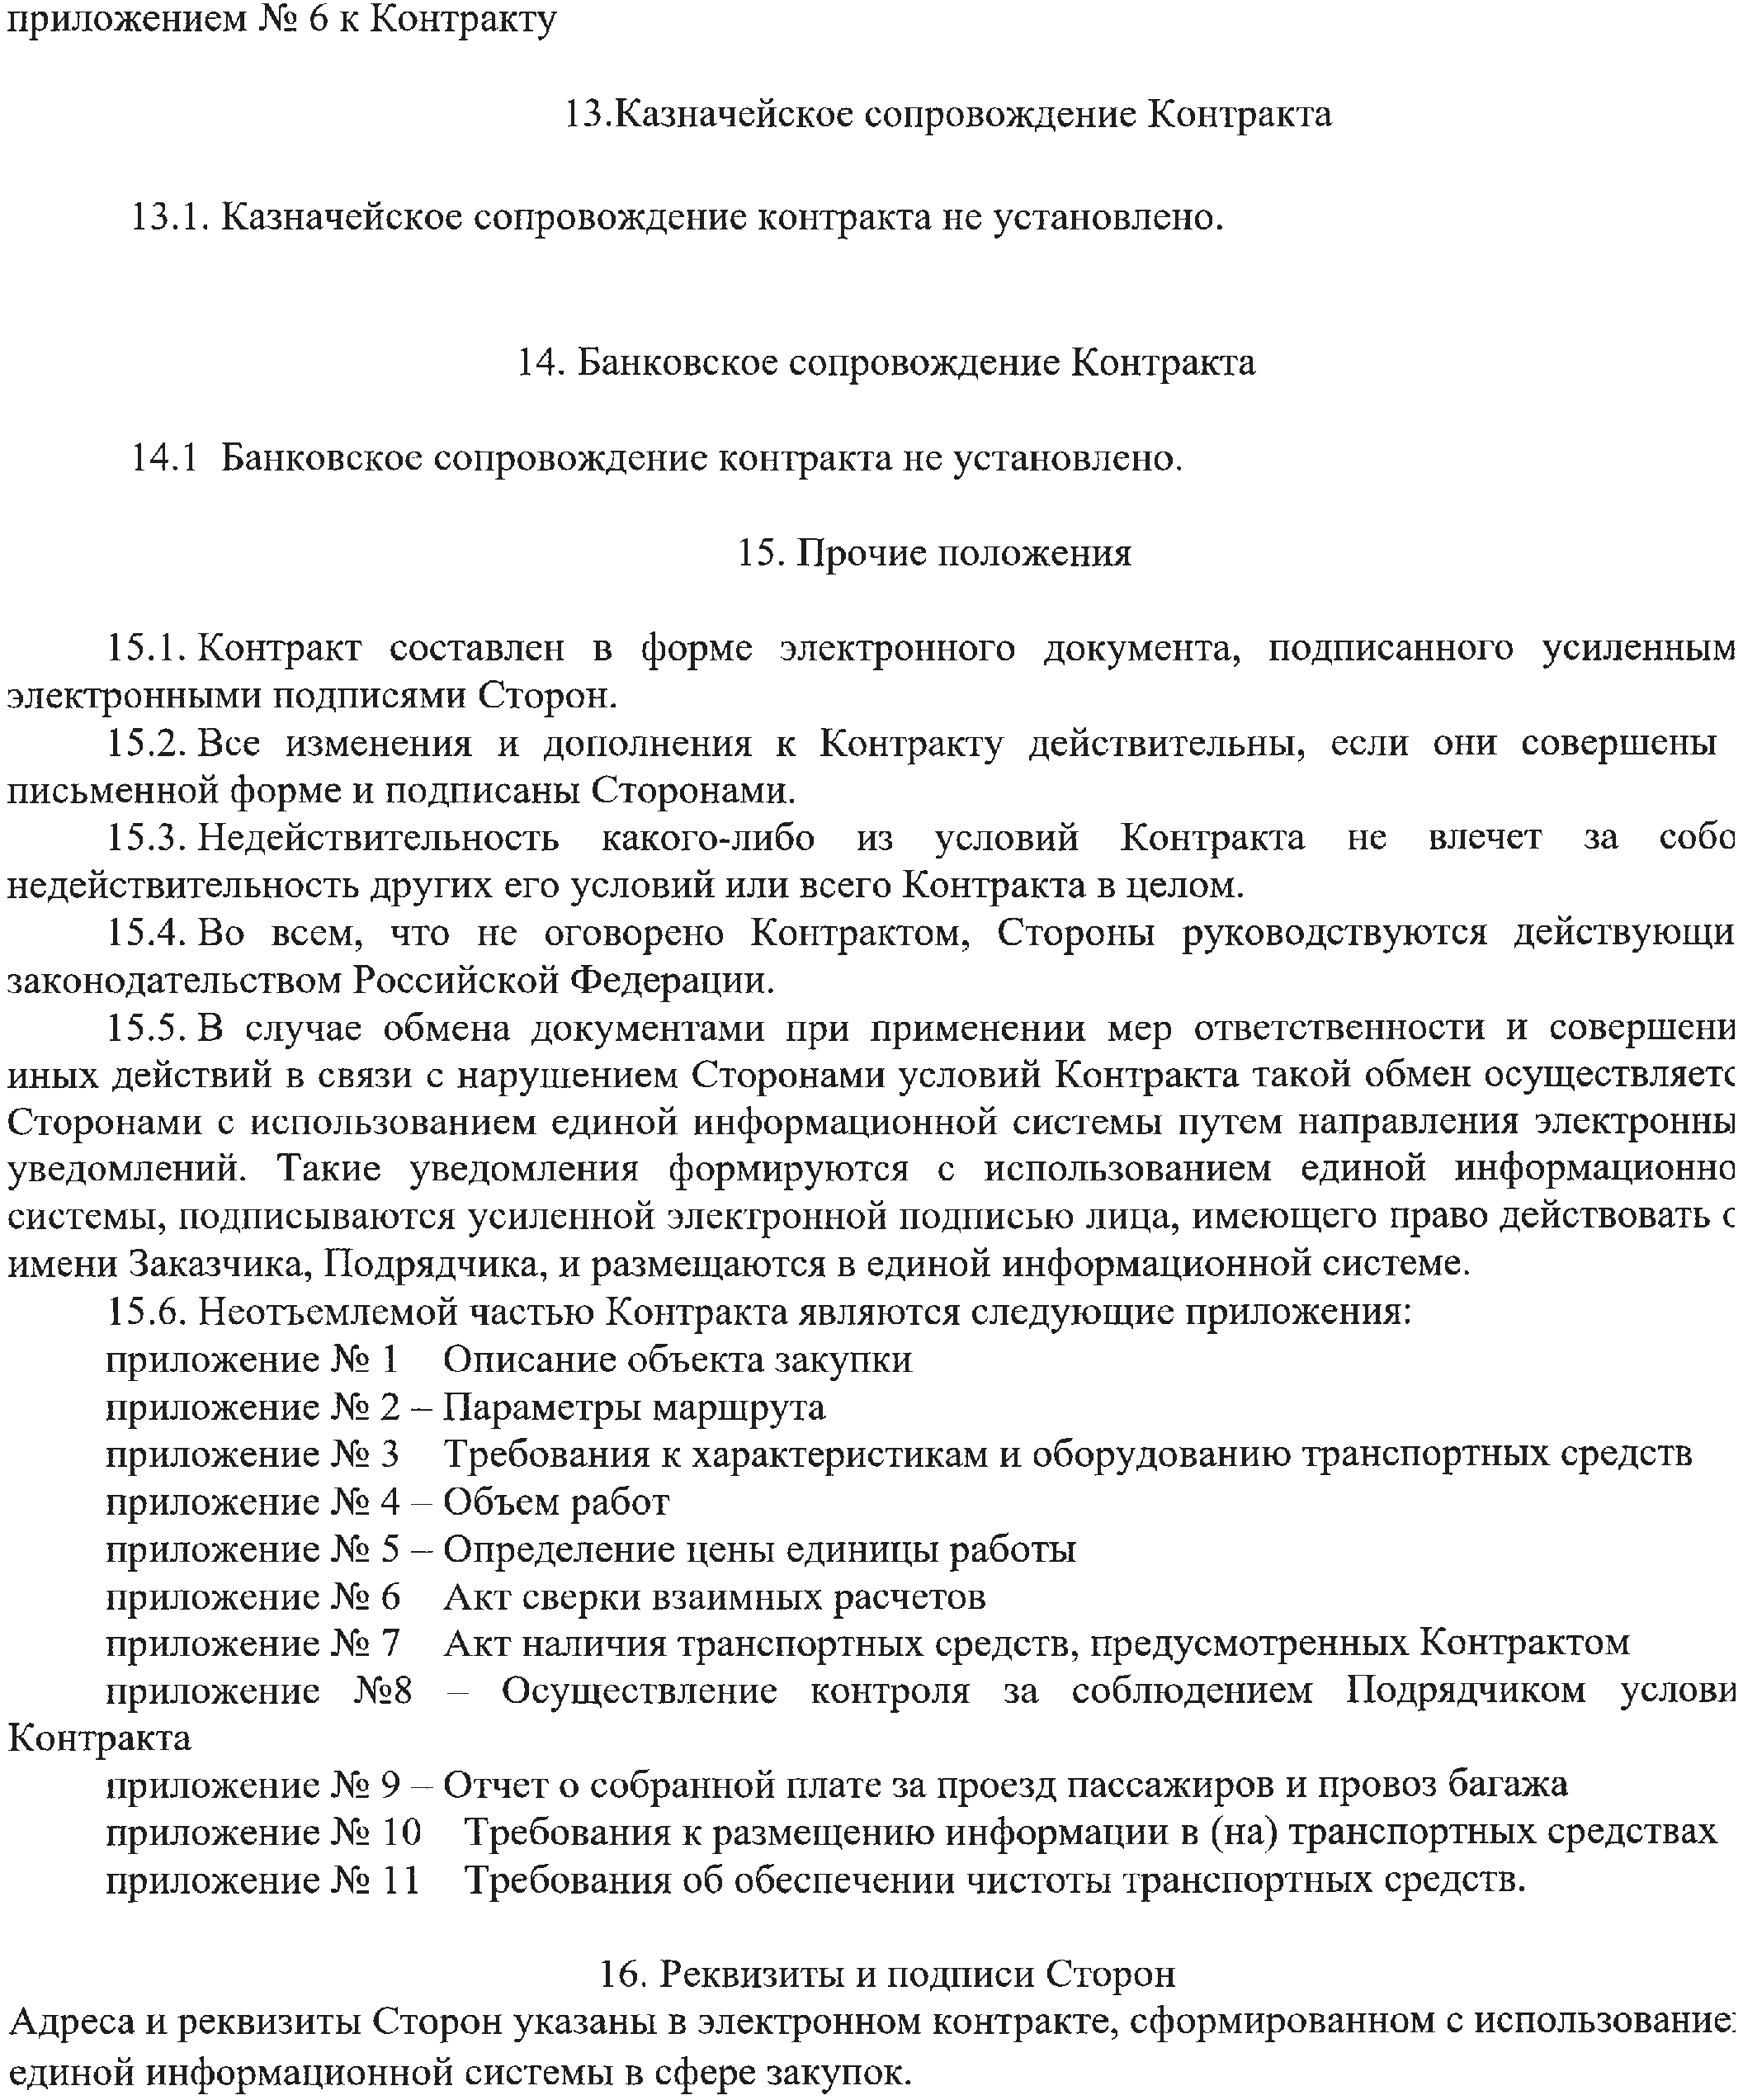 приложением № 6 к Контракту
13.Казначейское сопровождение Контракта
13.1. Казначейское сопровождение контракта не установлено.
14. Банковское сопровождение Контракта
14.1 Банковское сопровождение контракта не установлено.
15. Прочие положения
15.1. Контракт составлен в форме электронного документа, подписанного усиленным
электронными подписями Сторон.
15.2. Все изменения и дополнения к Контракту действительны, если они совершены
письменной форме и подписаны Сторонами.
15.3. Недействительность какого-либо из условий Контракта не влечет за собо
недействительность других его условий или всего Контракта в целом.
15.4. Во всем, что не оговорено Контрактом, Стороны руководствуются действующи
законодательством Российской Федерации.
15.5. В случае обмена документами при применении мер ответственности и совершени
иных действий в связи с нарушением Сторонами условий Контракта такой обмен осуществляетс
Сторонами с использованием единой информационной системы путем направления электронны
уведомлений. Такие уведомления формируются с использованием единой информационно
системы, подписываются усиленной электронной подписью лица, имеющего право действовать о
имени Заказчика, Подрядчика, и размещаются в единой информационной системе.
15.6. Неотъемлемой частью Контракта являются следующие приложения:
приложение № 1 Описание объекта закупки
приложение № 2 – Параметры маршрута
приложение № 3 Требования к характеристикам и оборудованию транспортных средств
приложение № 4 – Объем работ
приложение № 5 – Определение цены единицы работы
приложение № 6 Акт сверки взаимных расчетов
приложение № 7 Акт наличия транспортных средств, предусмотренных Контрактом
приложение №8 – Осуществление контроля за соблюдением Подрядчиком услови
Контракта
приложение № 9 – Отчет о собранной плате за проезд пассажиров и провоз багажа
приложение № 10 Требования к размещению информации в (на) транспортных средствах
приложение № 11 Требования об обеспечении чистоты транспортных средств.
16. Реквизиты и подписи Сторон
Адреса и реквизиты Сторон указаны в электронном контракте, сформированном с использование
единой информационной системы в сфере закупок.